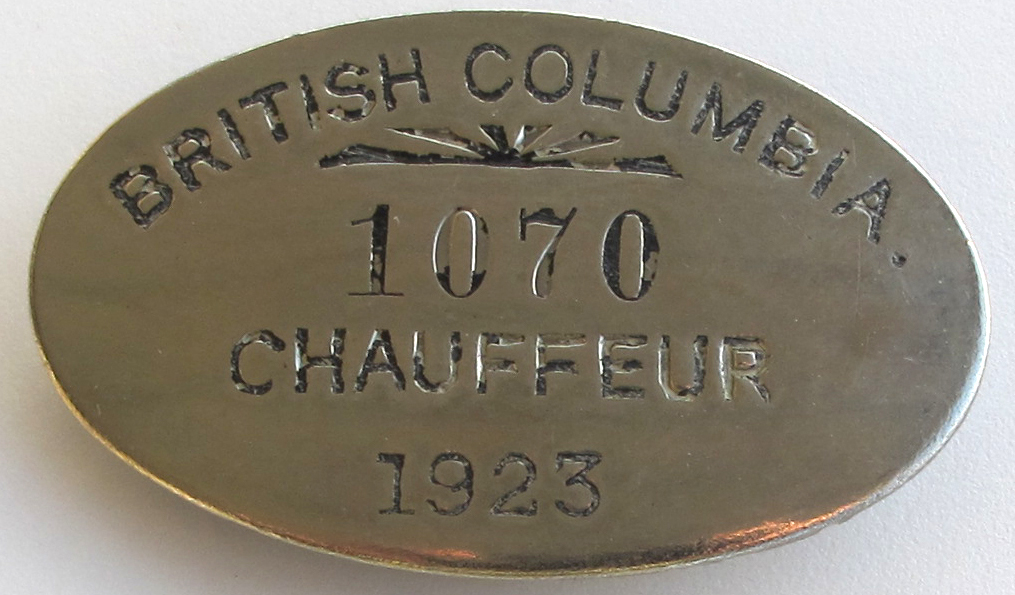 BRITISH COLUMBIA.
1070
CHAUFFEUR
1923